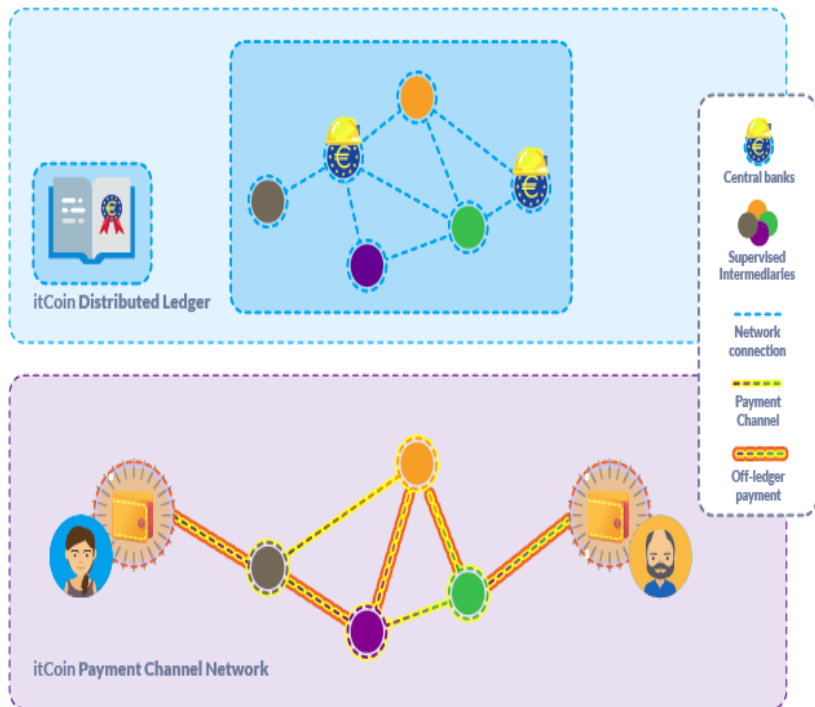 itCoin Distributed Ledger
Central banks
Supervised
Intermediaries
Network
connection
Payment
Channel
Off-ledger
payment
itCoin Payment Channel Network